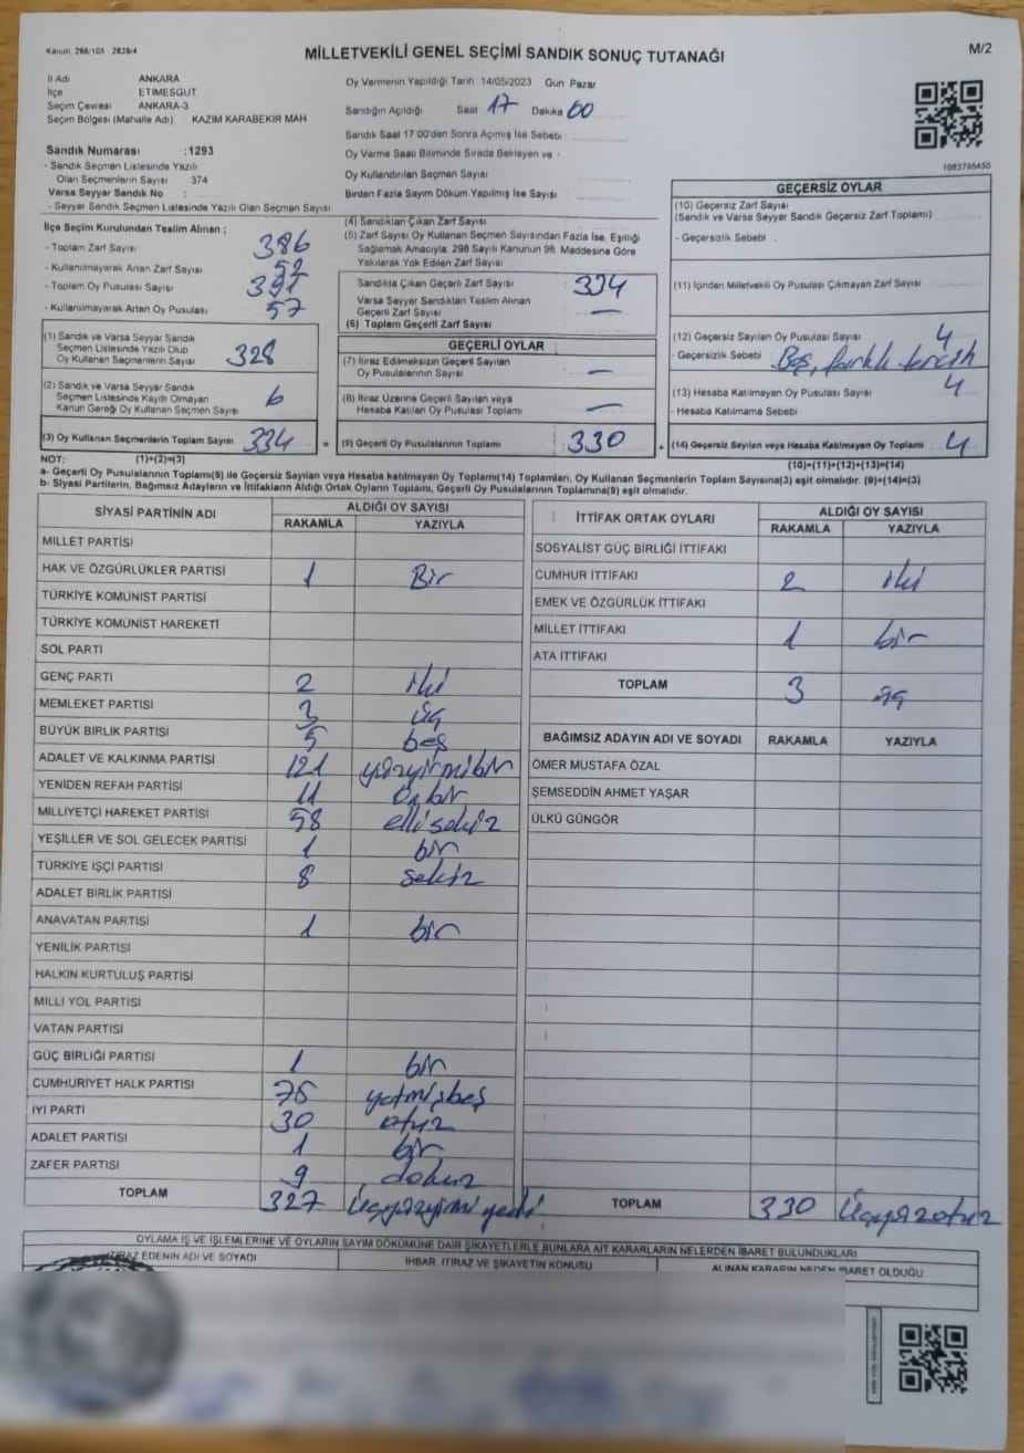 Kanun: 298/105 - 2839/4
MİLLETVEKİLİ GENEL SEÇİMİ SANDIK SONUÇ TUTANAĞI
M/2
İl Adı ANKARA
İlçe ETİMESGUT
Seçim Çevresi ANKARA-3
Seçim Bölgesi (Mahalle Adı) KAZIM KARABEKİR MAH
Sandık Numarası :1293
- Sandık Seçmen Listesinde Yazılı
Olan Seçmenlerin Sayısı 374
Varsa Seyyar Sandık No :
- Seyyar Sandık Seçmen Listesinde Yazılı Olan Seçmen Sayısı
Oy Vermenin Yapıldığı Tarih 14/05/2023 Gün Pazar
Sandığın Açıldığı Saat 17 Dakika 00
Sandık Saat 17:00'den Sonra Açılmış İse Sebebi
Oy Verme Saati Bitiminde Sırada Bekleyen ve
Oy Kullandırılan Seçmen Sayısı
Birden Fazla Sayım Döküm Yapılmış İse Sayısı
İlçe Seçim Kurulundan Teslim Alınan ;
- Toplam Zarf Sayısı 386
- Kullanılmayarak Artan Zarf Sayısı 52
- Toplam Oy Pusulası Sayısı 391
- Kullanılmayarak Artan Oy Pusulası 57
(1) Sandık ve Varsa Seyyar Sandık
Seçmen Listesinde Yazılı Olup
Oy Kullanan Seçmenlerin Sayısı 328
(2) Sandık ve Varsa Seyyar Sandık
Seçmen Listesinde Kaydı Olmayan
Kanun Gereği Oy Kullanan Seçmen Sayısı 6
(3) Oy Kullanan Seçmenlerin Toplam Sayısı 334
(4) Sandıktan Çıkan Zarf Sayısı
(5) Zarf Sayısı Oy Kullanan Seçmen Sayısından Fazla İse, Eşitliği
Sağlamak Amacıyla, 298 Sayılı Kanunun 98. Maddesine Göre
Yakılarak Yok Edilen Zarf Sayısı
Sandıkta Çıkan Geçerli Zarf Sayısı 334
Varsa Seyyar Sandıktan Teslim Alınan
Geçerli Zarf Sayısı —
(6) Toplam Geçerli Zarf Sayısı
GEÇERLİ OYLAR
(7) İtiraz Edilmeksizin Geçerli Sayılan
Oy Pusulalarının Sayısı —
(8) İtiraz Üzerine Geçerli Sayılan veya
Hesaba Katılan Oy Pusulası Toplamı —
= (9) Geçerli Oy Pusulalarının Toplamı 330
GEÇERSİZ OYLAR
(10) Geçersiz Zarf Sayısı
(Sandık ve Varsa Seyyar Sandık Geçersiz Zarf Toplamı)
- Geçersizlik Sebebi
(11) İçinden Milletvekili Oy Pusulası Çıkmayan Zarf Sayısı
(12) Geçersiz Sayılan Oy Pusulası Sayısı 4
- Geçersizlik Sebebi Boş, farklı tercih
(13) Hesaba Katılmayan Oy Pusulası Sayısı 4
- Hesaba Katılmama Sebebi
+ (14) Geçersiz Sayılan veya Hesaba Katılmayan Oy Toplamı 4
NOT: (1)+(2)=(3)
(10)+(11)+(12)+(13)=(14)
a- Geçerli Oy Pusulalarının Toplamı(9) ile Geçersiz Sayılan veya Hesaba katılmayan Oy Toplamı(14) Toplamları, Oy Kullanan Seçmenlerin Toplam Sayısına(3) eşit olmalıdır. (9)+(14)=(3)
b- Siyasi Partilerin, Bağımsız Adayların ve İttifakların Aldığı Ortak Oyların Toplamı, Geçerli Oy Pusulalarının Toplamına(9) eşit olmalıdır.
SİYASİ PARTİNİN ADI ALDIĞI OY SAYISI
RAKAMLA YAZIYLA
MİLLET PARTİSİ
HAK VE ÖZGÜRLÜKLER PARTİSİ 1 Bir
TÜRKİYE KOMÜNİST PARTİSİ
TÜRKİYE KOMÜNİST HAREKETİ
SOL PARTİ
GENÇ PARTİ 2 iki
MEMLEKET PARTİSİ 3 üç
BÜYÜK BİRLİK PARTİSİ 5 beş
ADALET VE KALKINMA PARTİSİ 121 yüzyirmibir
YENİDEN REFAH PARTİSİ 11 onbir
MİLLİYETÇİ HAREKET PARTİSİ 58 ellisekiz
YEŞİLLER VE SOL GELECEK PARTİSİ 1 bir
TÜRKİYE İŞÇİ PARTİSİ 8 sekiz
ADALET BİRLİK PARTİSİ
ANAVATAN PARTİSİ 1 bir
YENİLİK PARTİSİ
HALKIN KURTULUŞ PARTİSİ
MİLLİ YOL PARTİSİ
VATAN PARTİSİ
GÜÇ BİRLİĞİ PARTİSİ 1 bir
CUMHURİYET HALK PARTİSİ 75 yetmişbeş
İYİ PARTİ 30 otuz
ADALET PARTİSİ 1 bir
ZAFER PARTİSİ 9 dokuz
TOPLAM 327 Üçyüzyirmi yedi
İTTİFAK ORTAK OYLARI ALDIĞI OY SAYISI
RAKAMLA YAZIYLA
SOSYALİST GÜÇ BİRLİĞİ İTTİFAKI
CUMHUR İTTİFAKI 2 iki
EMEK VE ÖZGÜRLÜK İTTİFAKI
MİLLET İTTİFAKI 1 bir
ATA İTTİFAKI
TOPLAM 3 üç
BAĞIMSIZ ADAYIN ADI VE SOYADI RAKAMLA YAZIYLA
ÖMER MUSTAFA ÖZAL
ŞEMSEDDİN AHMET YAŞAR
ÜLKÜ GÜNGÖR
TOPLAM 330 Üçyüzotuz
OYLAMA İŞ VE İŞLEMLERİNE VE OYLARIN SAYIM DÖKÜMÜNE DAİR ŞİKAYETLERLE BUNLARA AİT KARARLARIN NELERDEN İBARET BULUNDUKLARI
İTİRAZ EDENİN ADI VE SOYADI İHBAR, İTİRAZ VE ŞİKAYETİN KONUSU ALINAN KARARIN NEDEN İBARET OLDUĞU